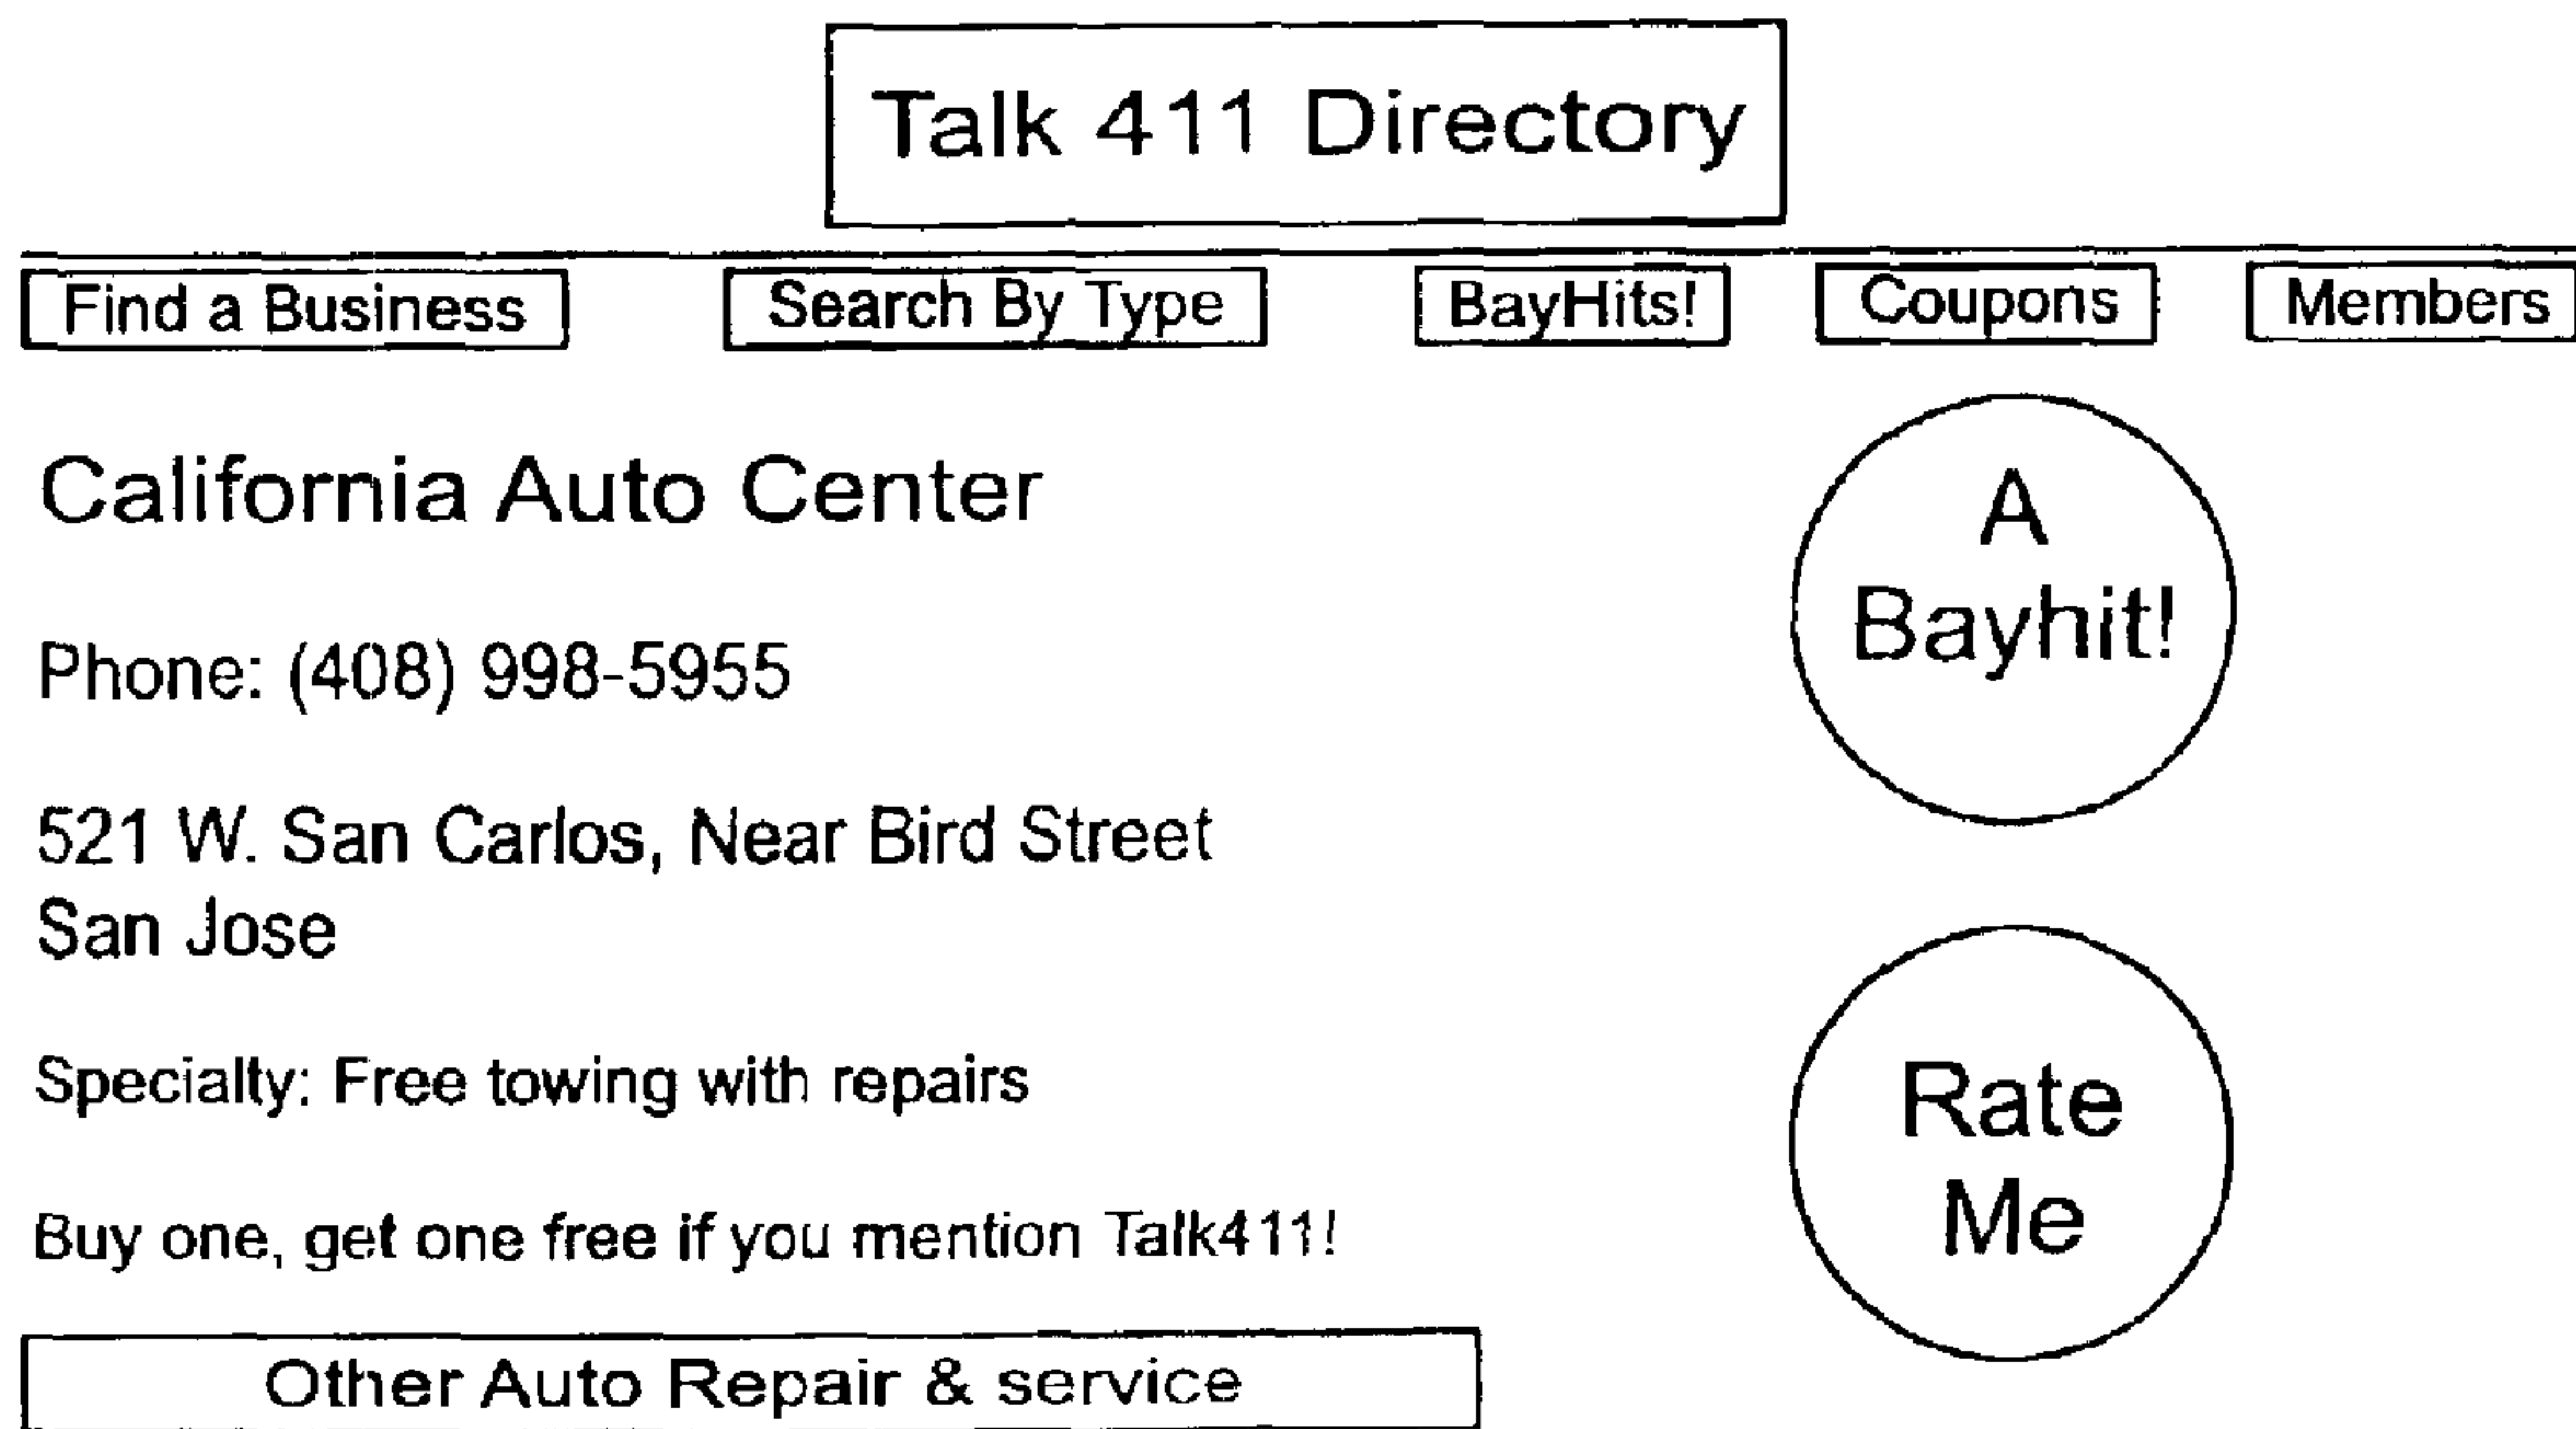 Talk 411 Directory
Find a Business Search By Type BayHits! Coupons Members
California Auto Center
Phone: (408) 998-5955
521 W. San Carlos, Near Bird Street
San Jose
Specialty: Free towing with repairs
Buy one, get one free if you mention Talk411!
Other Auto Repair & service
A
Bayhit!
Rate
Me